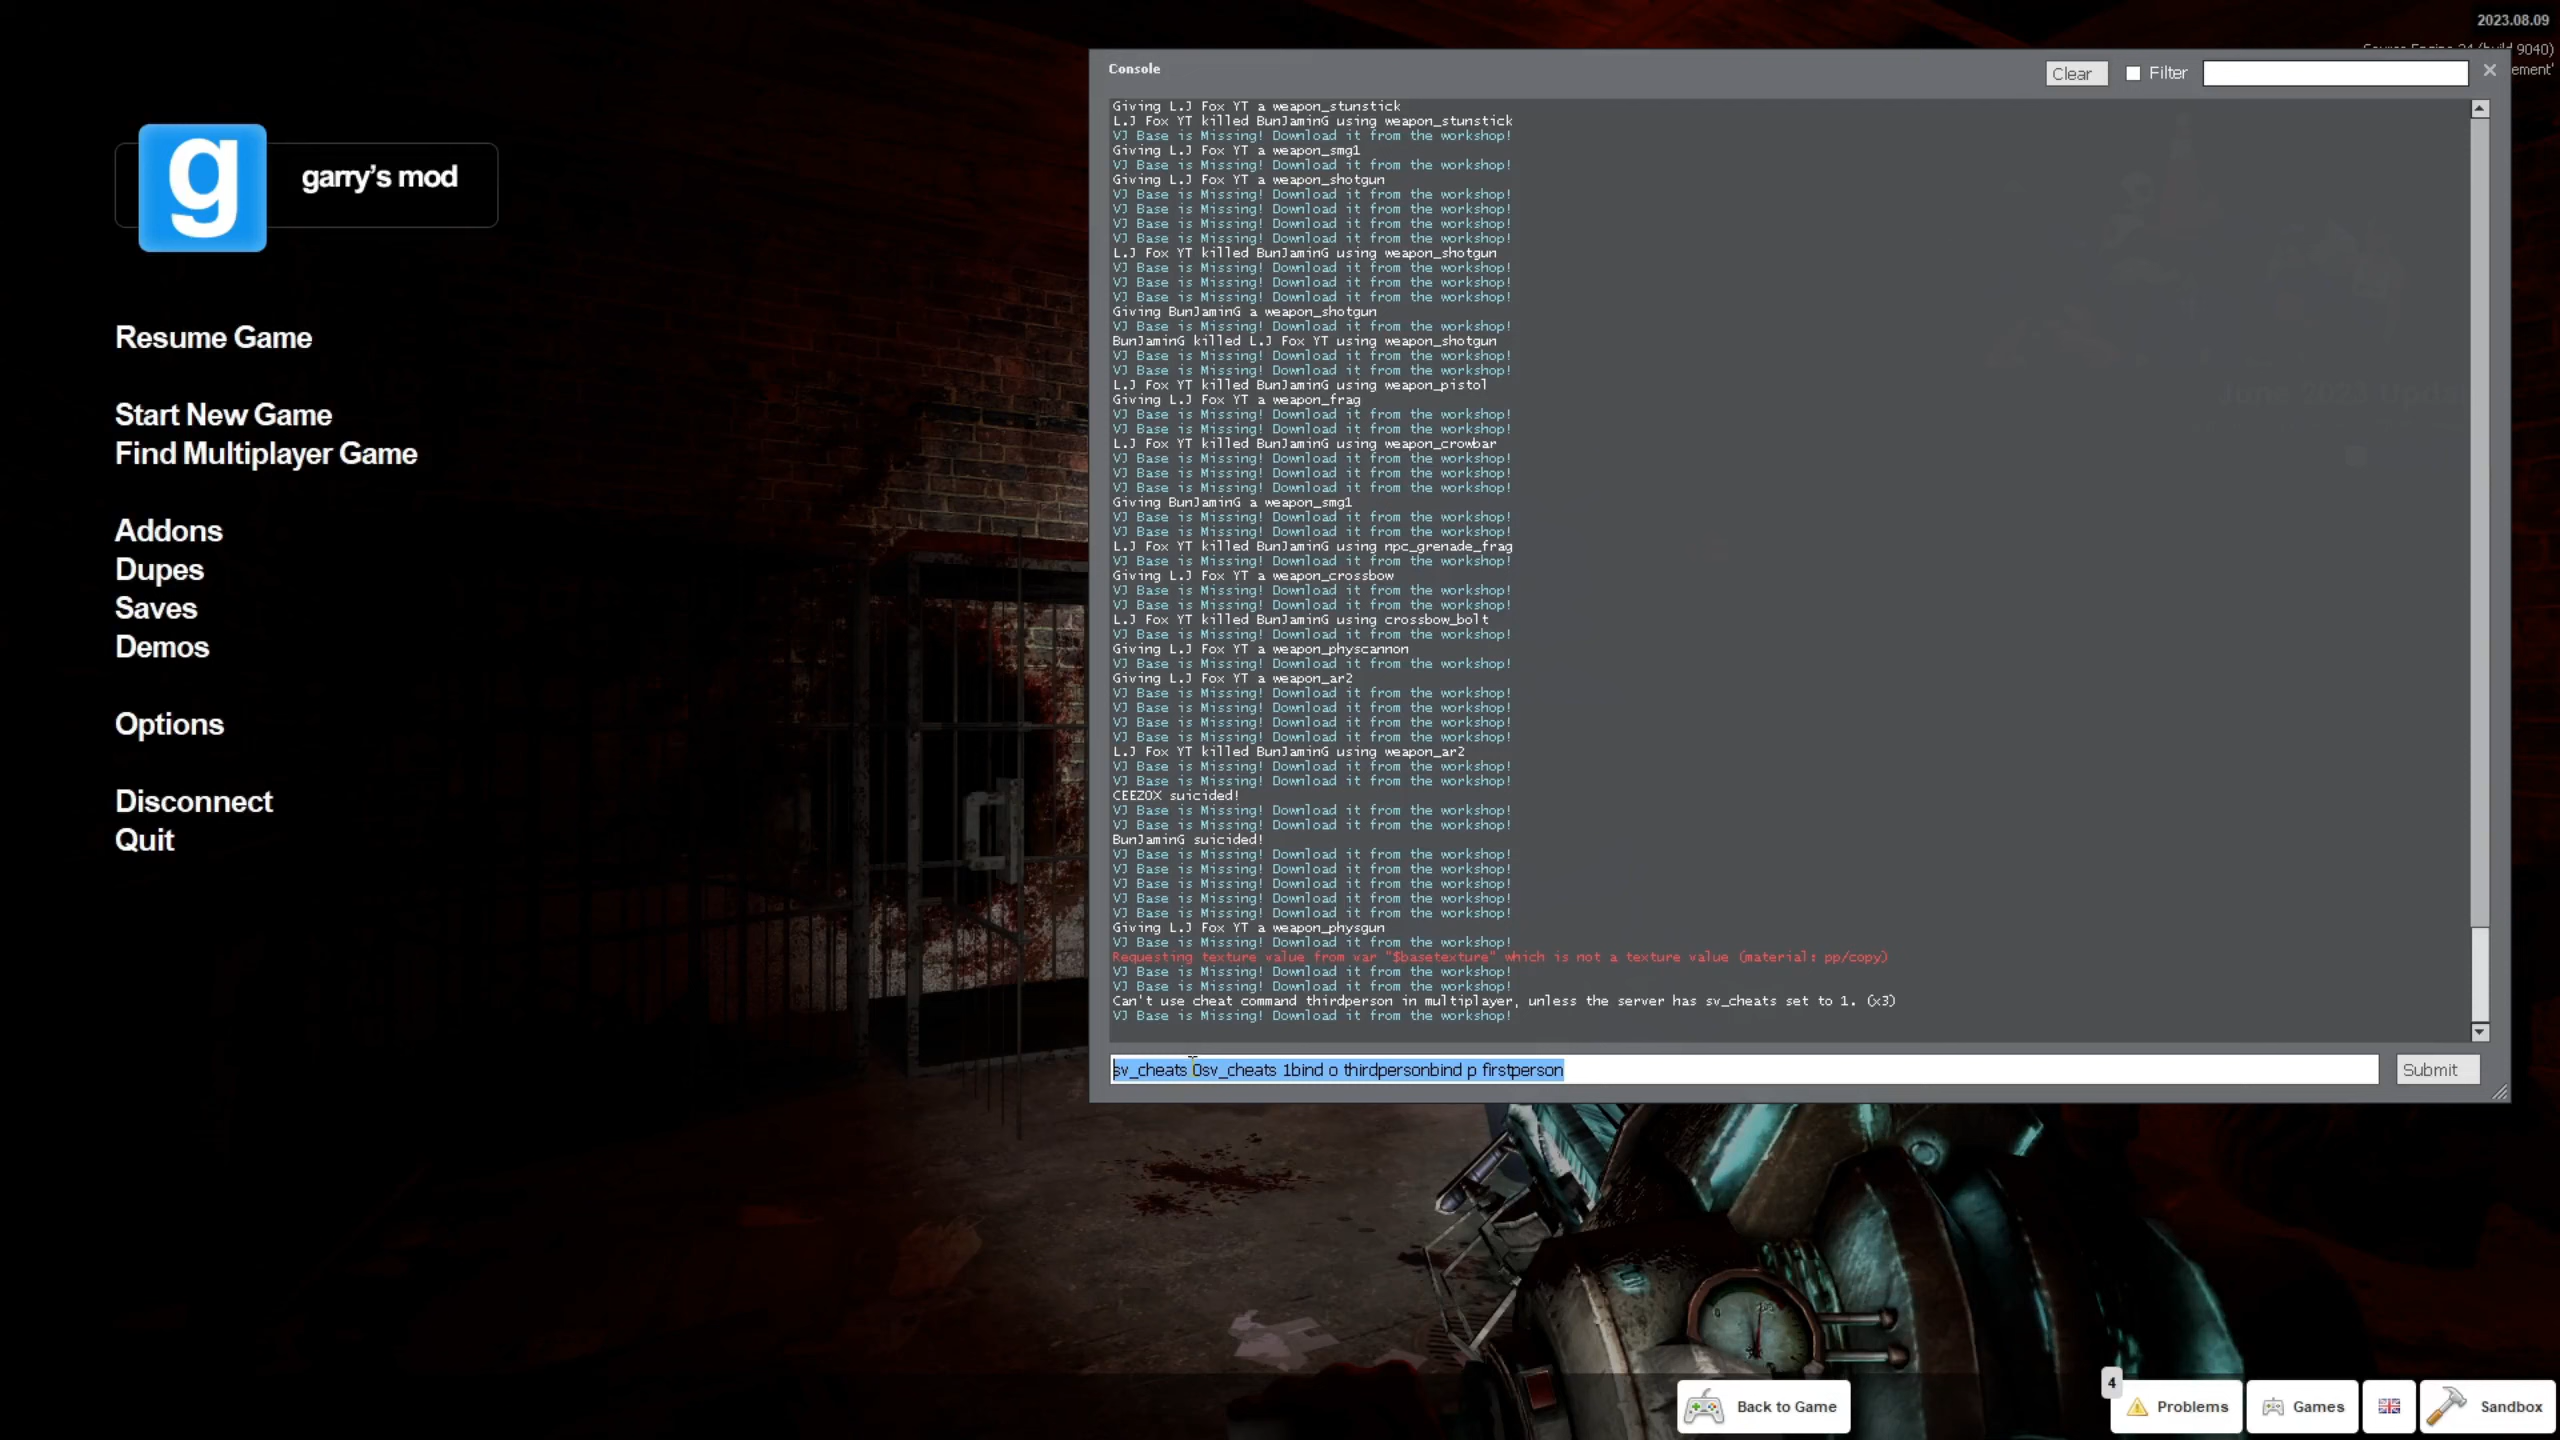 2023.08.09
Source Engine 24 (build 9040)
ement'
Console
Clear
Filter
g
garry's mod
Resume Game
Start New Game
Find Multiplayer Game
Addons
Dupes
Saves
Demos
Options
Disconnect
Quit
Giving L.J Fox YT a weapon_stunstick
L.J Fox YT killed BunJaminG using weapon_stunstick
VJ Base is Missing! Download it from the workshop!
Giving L.J Fox YT a weapon_smg1
VJ Base is Missing! Download it from the workshop!
Giving L.J Fox YT a weapon_shotgun
VJ Base is Missing! Download it from the workshop!
VJ Base is Missing! Download it from the workshop!
VJ Base is Missing! Download it from the workshop!
VJ Base is Missing! Download it from the workshop!
L.J Fox YT killed BunJaminG using weapon_shotgun
VJ Base is Missing! Download it from the workshop!
VJ Base is Missing! Download it from the workshop!
VJ Base is Missing! Download it from the workshop!
Giving BunJaminG a weapon_shotgun
VJ Base is Missing! Download it from the workshop!
BunJaminG killed L.J Fox YT using weapon_shotgun
VJ Base is Missing! Download it from the workshop!
VJ Base is Missing! Download it from the workshop!
L.J Fox YT killed BunJaminG using weapon_pistol
Giving L.J Fox YT a weapon_frag
VJ Base is Missing! Download it from the workshop!
VJ Base is Missing! Download it from the workshop!
L.J Fox YT killed BunJaminG using weapon_crowbar
VJ Base is Missing! Download it from the workshop!
VJ Base is Missing! Download it from the workshop!
VJ Base is Missing! Download it from the workshop!
Giving BunJaminG a weapon_smg1
VJ Base is Missing! Download it from the workshop!
VJ Base is Missing! Download it from the workshop!
L.J Fox YT killed BunJaminG using npc_grenade_frag
VJ Base is Missing! Download it from the workshop!
Giving L.J Fox YT a weapon_crossbow
VJ Base is Missing! Download it from the workshop!
VJ Base is Missing! Download it from the workshop!
L.J Fox YT killed BunJaminG using crossbow_bolt
VJ Base is Missing! Download it from the workshop!
Giving L.J Fox YT a weapon_physcannon
VJ Base is Missing! Download it from the workshop!
Giving L.J Fox YT a weapon_ar2
VJ Base is Missing! Download it from the workshop!
VJ Base is Missing! Download it from the workshop!
VJ Base is Missing! Download it from the workshop!
VJ Base is Missing! Download it from the workshop!
L.J Fox YT killed BunJaminG using weapon_ar2
VJ Base is Missing! Download it from the workshop!
VJ Base is Missing! Download it from the workshop!
CEEZOX suicided!
VJ Base is Missing! Download it from the workshop!
VJ Base is Missing! Download it from the workshop!
BunJaminG suicided!
VJ Base is Missing! Download it from the workshop!
VJ Base is Missing! Download it from the workshop!
VJ Base is Missing! Download it from the workshop!
VJ Base is Missing! Download it from the workshop!
VJ Base is Missing! Download it from the workshop!
Giving L.J Fox YT a weapon_physgun
VJ Base is Missing! Download it from the workshop!
Requesting texture value from var "$basetexture" which is not a texture value (material: pp/copy)
VJ Base is Missing! Download it from the workshop!
VJ Base is Missing! Download it from the workshop!
Can't use cheat command thirdperson in multiplayer, unless the server has sv_cheats set to 1. (x3)
VJ Base is Missing! Download it from the workshop!
June 2023 Updat
sv_cheats 0sv_cheats 1bind o thirdpersonbind p firstperson
Submit
Back to Game
4
Problems
Games
Sandbox